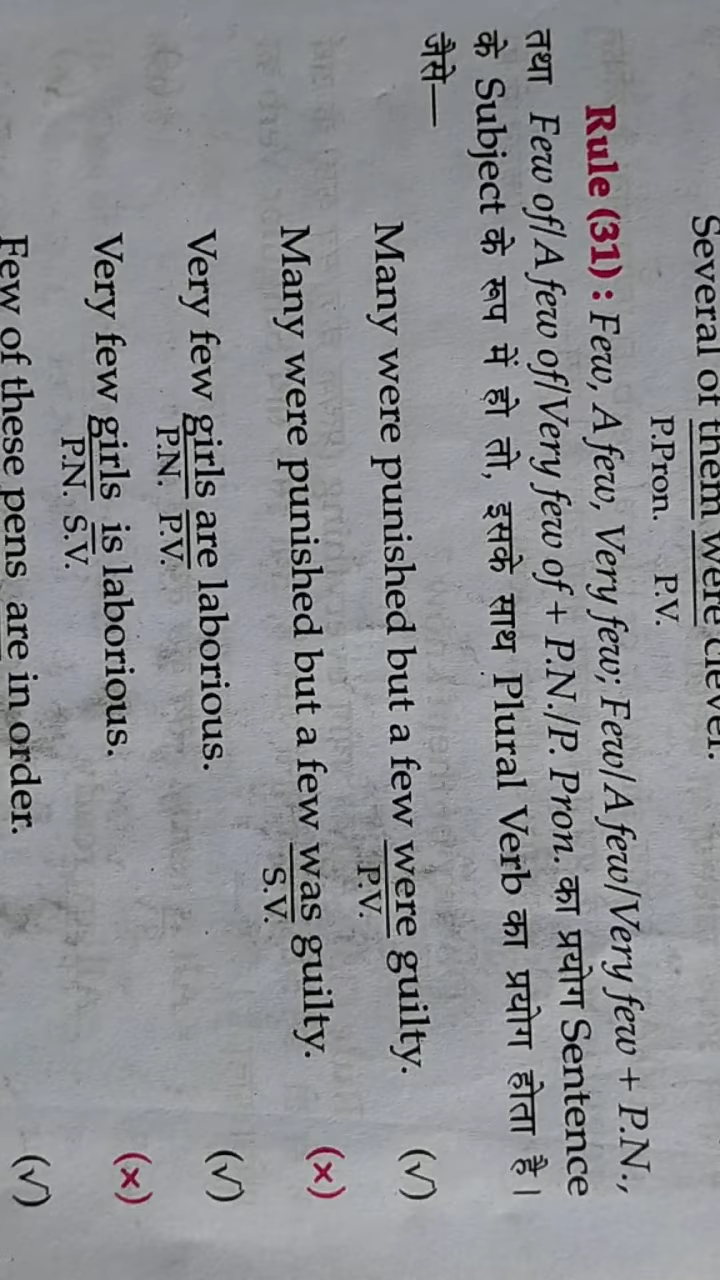 Several of them were clever.
P.Pron. P.V.
Rule (31) : Few, A few, Very few; Few/A few/Very few + P.N.,
तथा Few of/A few of/Very few of + P.N./P. Pron. का प्रयोग Sentence
के Subject के रूप में हो तो, इसके साथ Plural Verb का प्रयोग होता है।
जैसे—
Many were punished but a few were guilty. (√)
P.V.
Many were punished but a few was guilty. (×)
S.V.
Very few girls are laborious. (√)
P.N. P.V.
Very few girls is laborious. (×)
P.N. S.V.
Few of these pens are in order. (√)